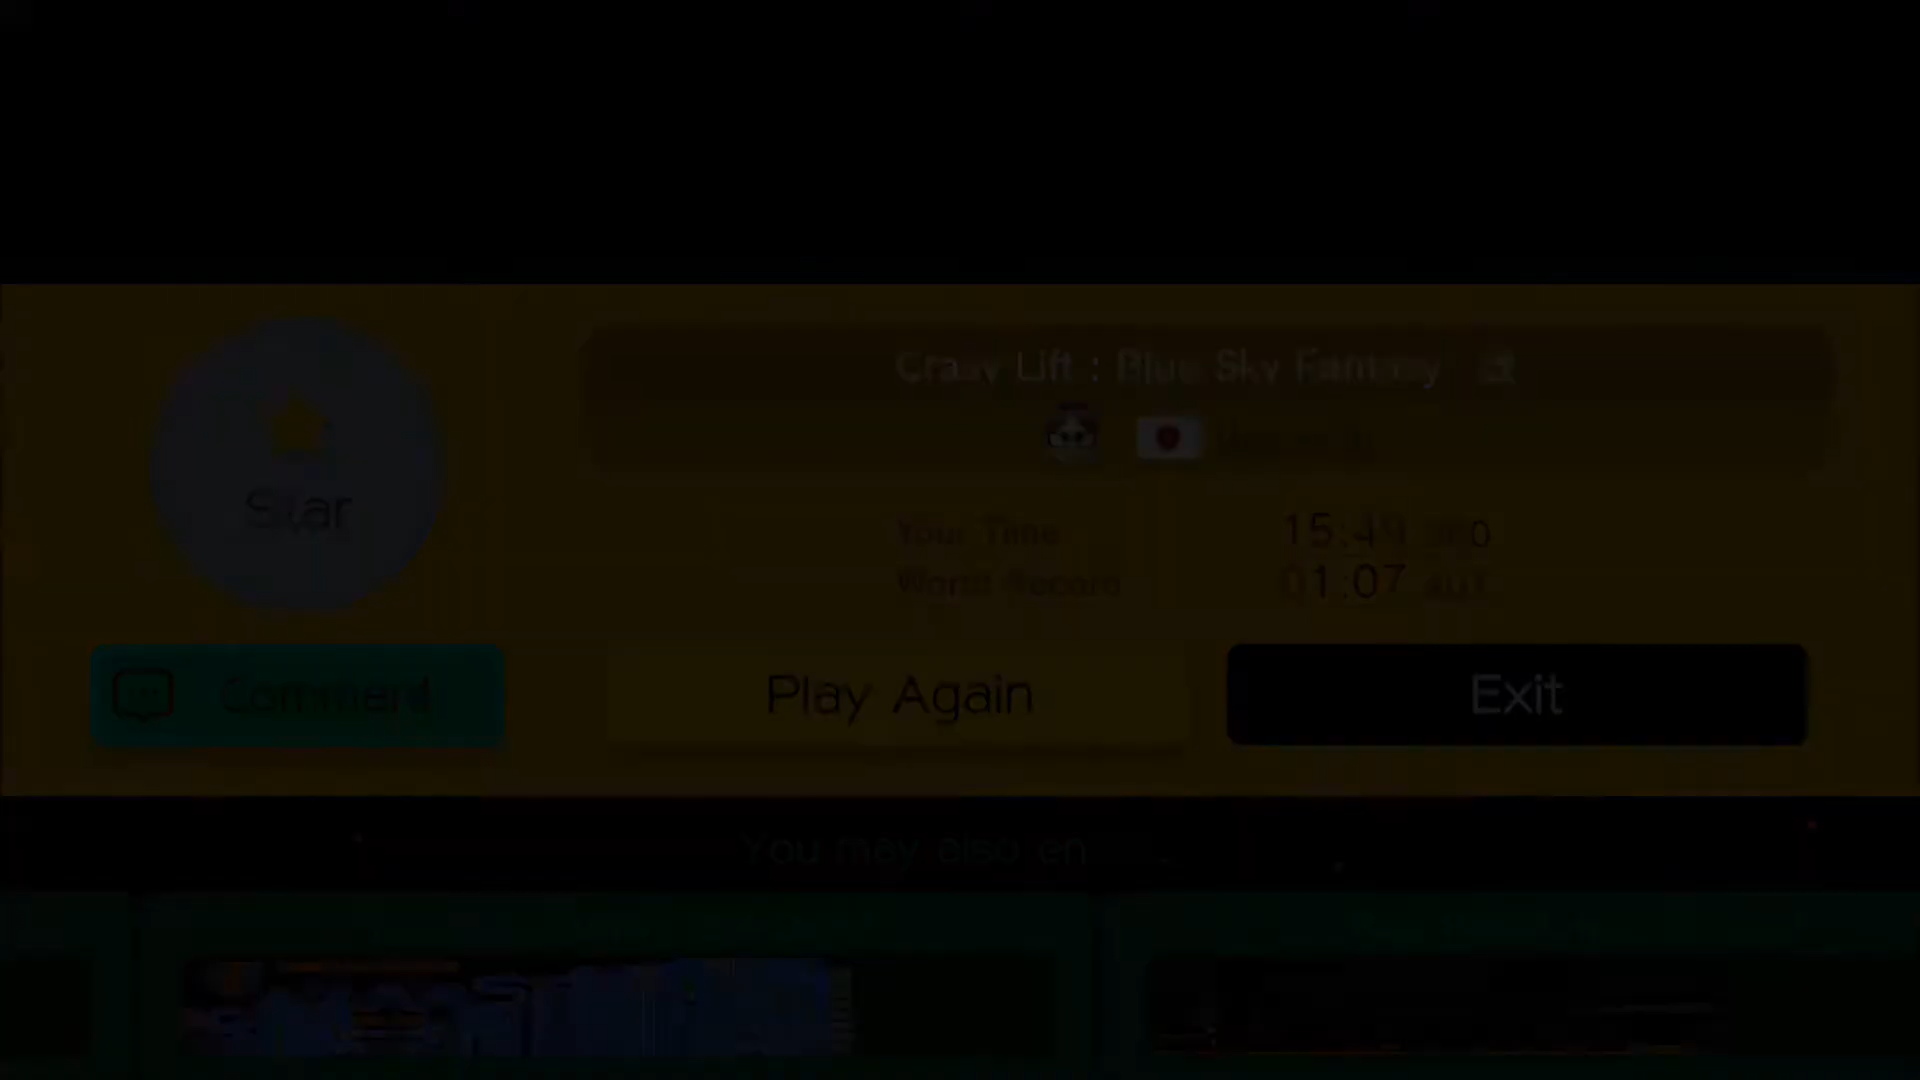 Crazy Lift : Blue Sky Fantasy
Star
Your Time 15:49
World Record 01:07
Comment
Play Again
Exit
You may also en